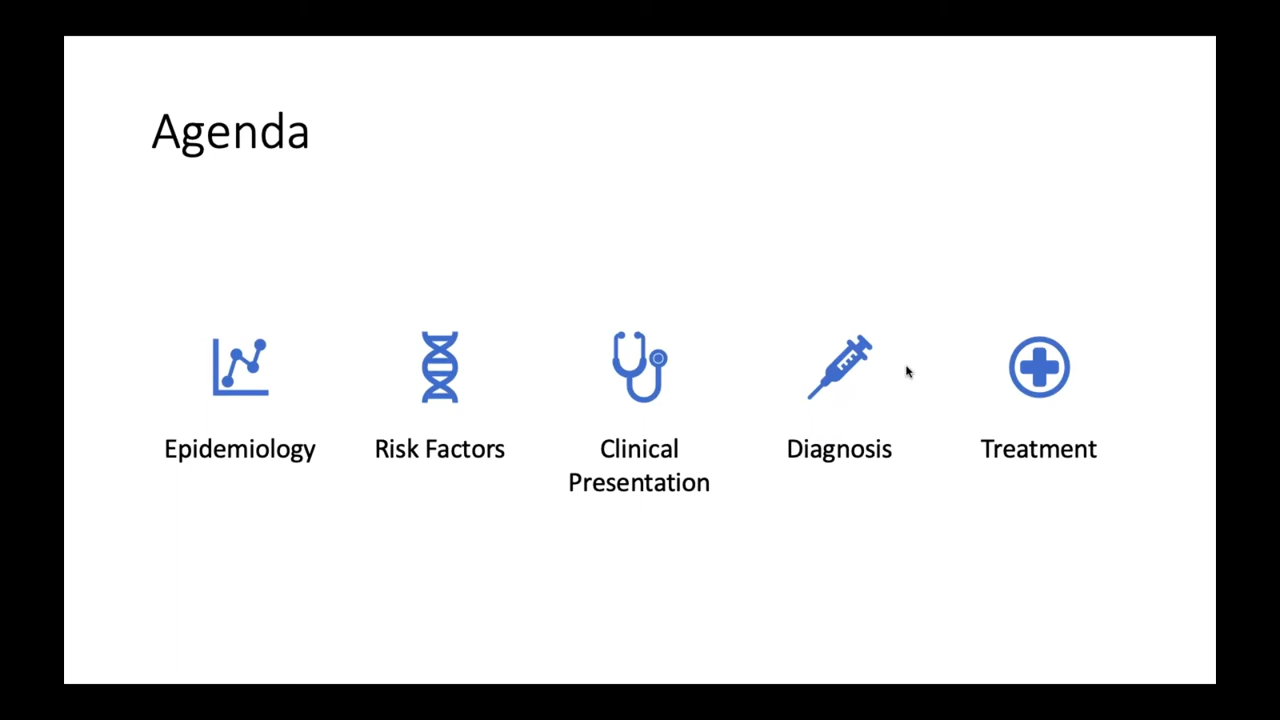 Agenda
Epidemiology
Risk Factors
Clinical
Presentation
Diagnosis
Treatment